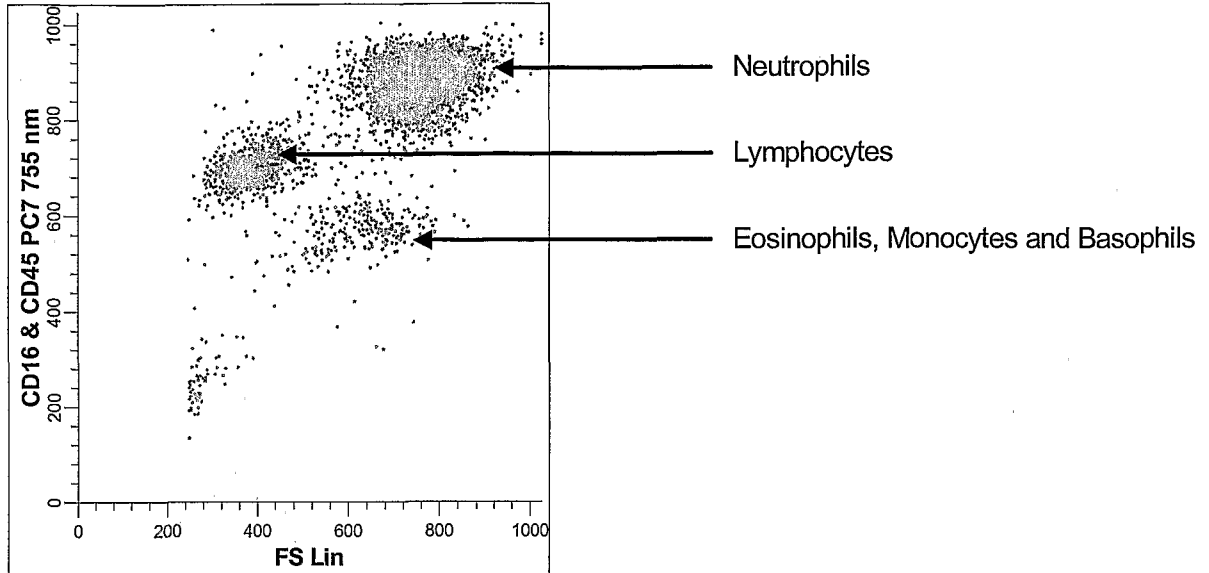 1000
800
600
400
200
0
CD16 & CD45 PC7 755 nm
0 200 400 600 800 1000
FS Lin
Neutrophils
Lymphocytes
Eosinophils, Monocytes and Basophils